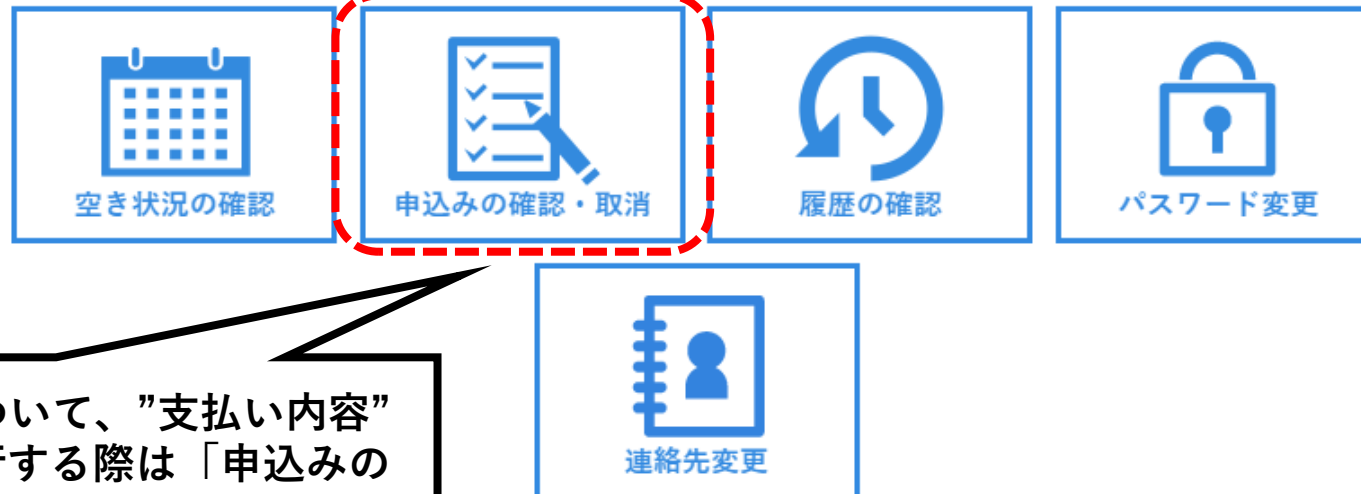 空き状況の確認
申込みの確認・取消
履歴の確認
パスワード変更
いて、”支払い内容”
する際は「申込みの
連絡先変更